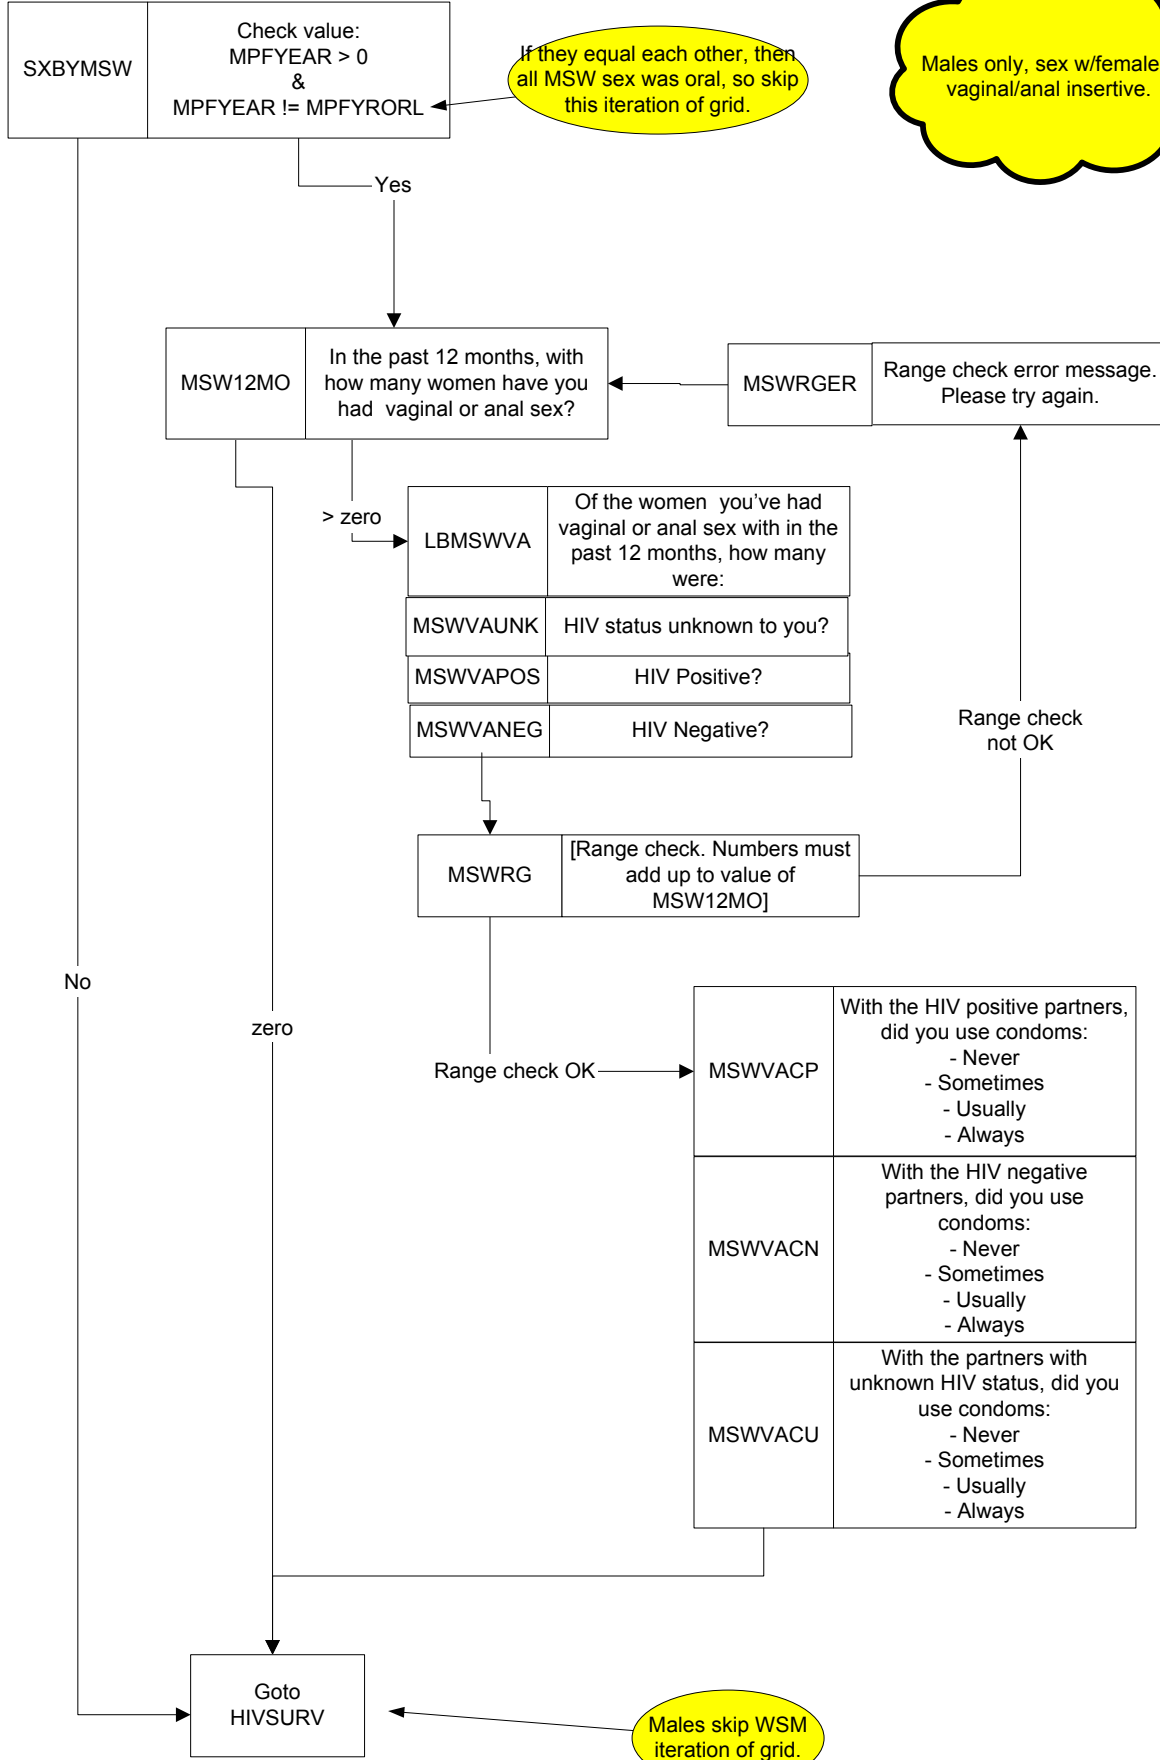 SXBYMSW
Check value:
MPFYEAR > 0
&
MPFYEAR != MPFYRORL
If they equal each other, then
all MSW sex was oral, so skip
this iteration of grid.
Males only, sex w/female
vaginal/anal insertive.
Yes
MSW12MO
In the past 12 months, with
how many women have you
had vaginal or anal sex?
MSWRGER
Range check error message.
Please try again.
> zero
LBMSWVA
Of the women you've had
vaginal or anal sex with in the
past 12 months, how many
were:
MSWVAUNK
HIV status unknown to you?
MSWVAPOS
HIV Positive?
MSWVANEG
HIV Negative?
Range check
not OK
MSWRG
[Range check. Numbers must
add up to value of
MSW12MO]
No
zero
Range check OK
MSWVACP
With the HIV positive partners,
did you use condoms:
- Never
- Sometimes
- Usually
- Always
MSWVACN
With the HIV negative
partners, did you use
condoms:
- Never
- Sometimes
- Usually
- Always
MSWVACU
With the partners with
unknown HIV status, did you
use condoms:
- Never
- Sometimes
- Usually
- Always
Goto
HIVSURV
Males skip WSM
iteration of grid.